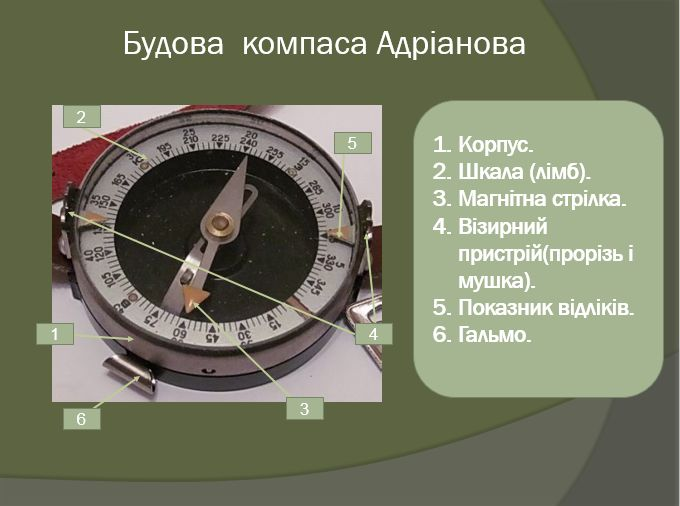 Будова компаса Адріанова
2
5
1
4
6
3
1. Корпус.
2. Шкала (лімб).
3. Магнітна стрілка.
4. Візирний
пристрій(прорізь і
мушка).
5. Показник відліків.
6. Гальмо.